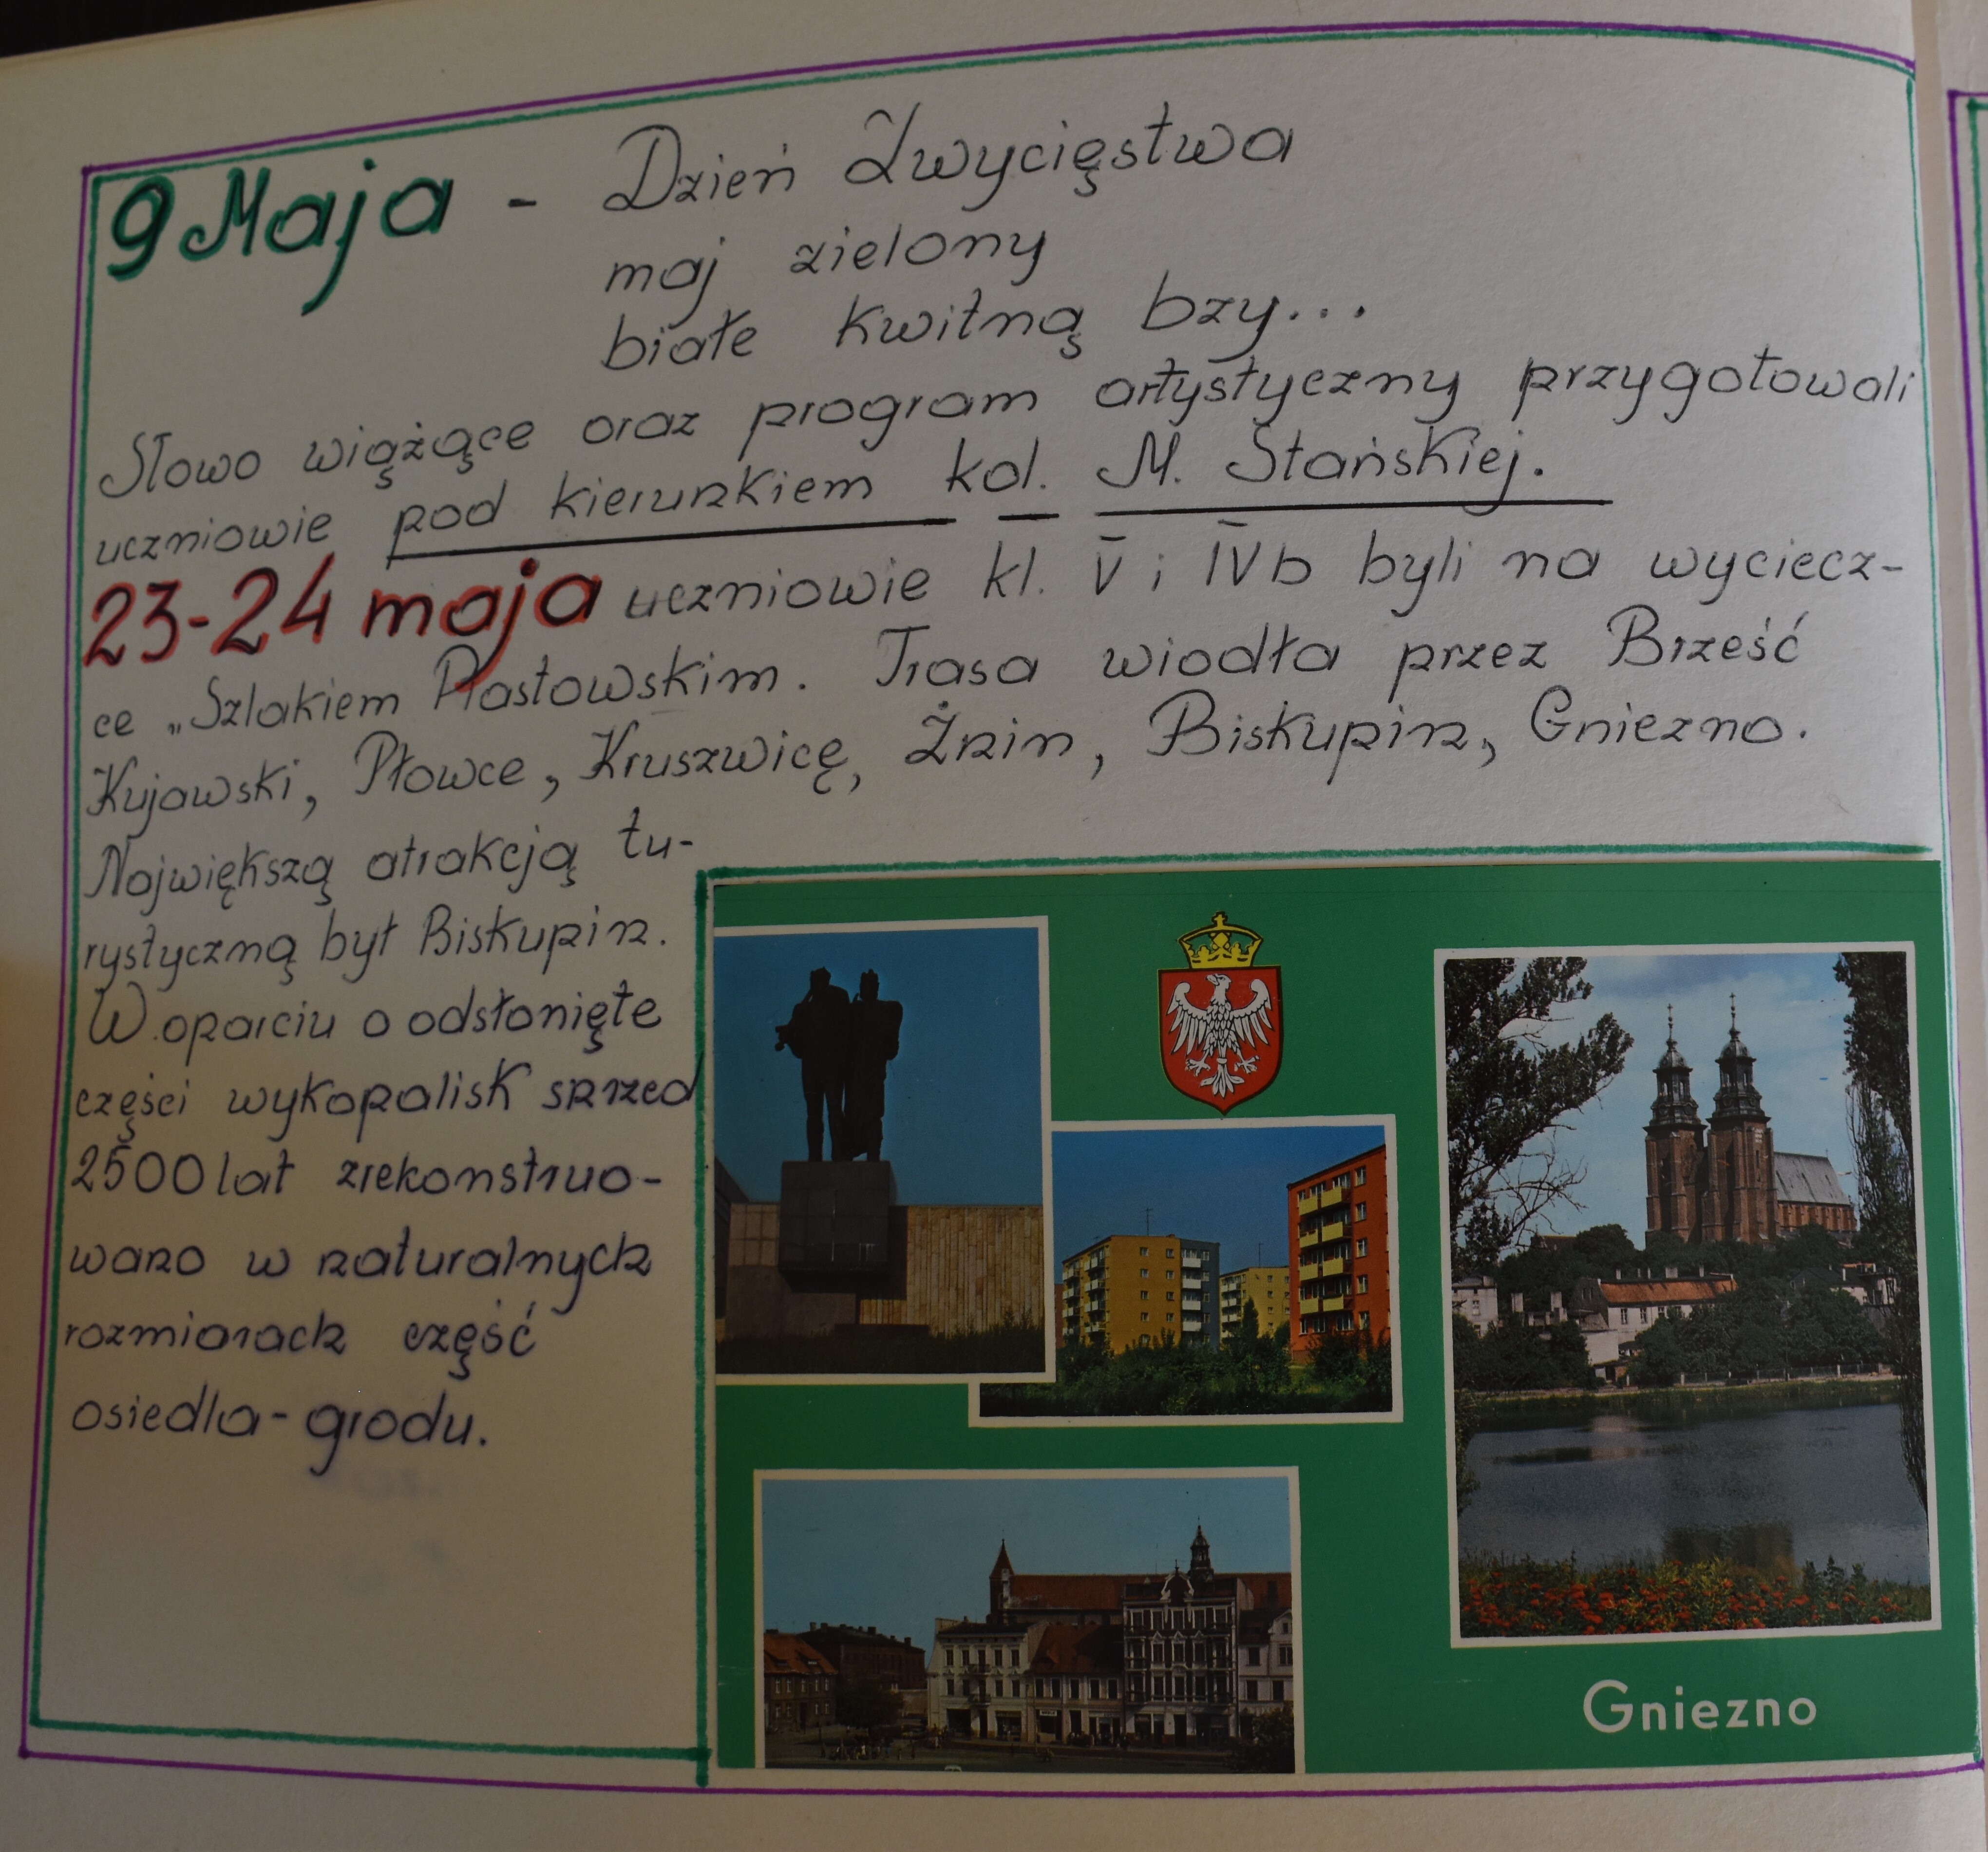 9 Maja - Dzień Zwycięstwa
maj zielony
białe kwitną bzy...
Słowo wiążące oraz program artystyczny przygotowali
uczniowie pod kierunkiem kol. M. Stańskiej.
23-24 maja uczniowie kl. V i IVb byli na wyciecz-
ce „Szlakiem Piastowskim. Trasa wiodła przez Brześć
Kujawski, Płowce, Kruszwicę, Żnin, Biskupin, Gniezno.
Największą atrakcją tu-
rystyczną był Biskupin.
W oparciu o odsłonięte
części wykopalisk sprzed
2500 lat zrekonstruo-
wano w naturalnych
rozmiarach część
osiedla-grodu.
Gniezno